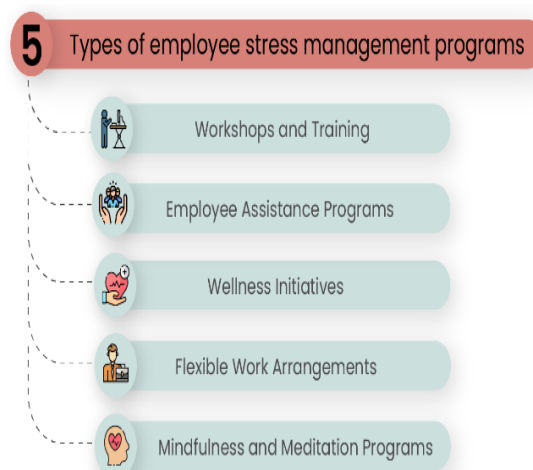 5 Types of employee stress management programs
Workshops and Training
Employee Assistance Programs
Wellness Initiatives
Flexible Work Arrangements
Mindfulness and Meditation Programs